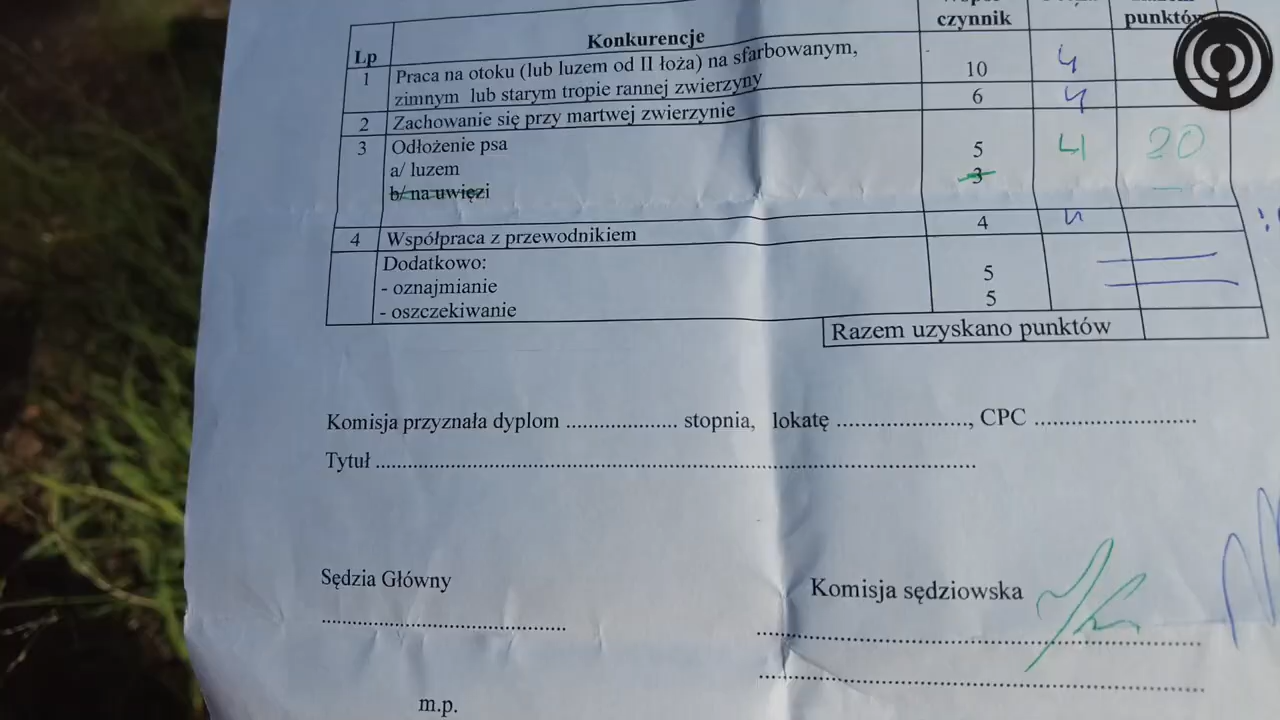 czynnik
punktów
Lp
Konkurencje
1 Praca na otoku (lub luzem od II łoża) na sfarbowanym, 10 4
zimnym lub starym tropie rannej zwierzyny
2 Zachowanie się przy martwej zwierzynie 6 4
3 Odłożenie psa
a/ luzem 5 4 20
b/ na uwięzi 3
4 Współpraca z przewodnikiem 4 4
Dodatkowo:
- oznajmianie 5
- oszczekiwanie 5
Razem uzyskano punktów
Komisja przyznała dyplom ................... stopnia, lokatę ......................, CPC ...........................
Tytuł ....................................................................................................
Sędzia Główny
Komisja sędziowska
.........................................
..........................................................................
..........................................................................
m.p.